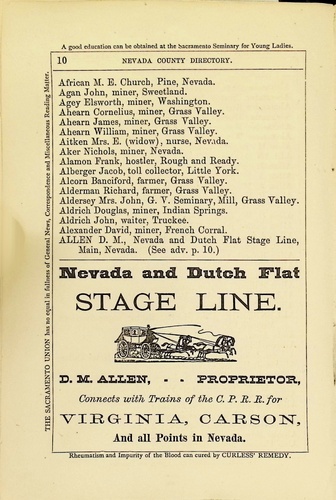 A good education can be obtained at the Sacramento Seminary for Young Ladies.
10 NEVADA COUNTY DIRECTORY.
THE SACRAMENTO UNION has no equal in fullness of General News, Correspondence and Miscellaneous Reading Matter.
African M. E. Church, Pine, Nevada.
Agan John, miner, Sweetland.
Agey Elsworth, miner, Washington.
Ahearn Cornelius, miner, Grass Valley.
Ahearn James, miner, Grass Valley.
Ahearn William, miner, Grass Valley.
Aitken Mrs. E. (widow), nurse, Nevada.
Aker Nichols, miner, Nevada.
Alamon Frank, hostler, Rough and Ready.
Alberger Jacob, toll collector, Little York.
Alcorn Banciford, farmer, Grass Valley.
Alderman Richard, farmer, Grass Valley.
Aldersey Mrs. John, G. V. Seminary, Mill, Grass Valley.
Aldrich Douglas, miner, Indian Springs.
Aldrich John, waiter, Truckee.
Alexander David, miner, French Corral.
ALLEN D. M., Nevada and Dutch Flat Stage Line,
Main, Nevada. (See adv. p. 10.)
Nevada and Dutch Flat
STAGE LINE.
D. M. ALLEN, - - PROPRIETOR,
Connects with Trains of the C. P. R. R. for
VIRGINIA, CARSON,
And all Points in Nevada.
Rheumatism and Impurity of the Blood can cured by CURLESS' REMEDY.